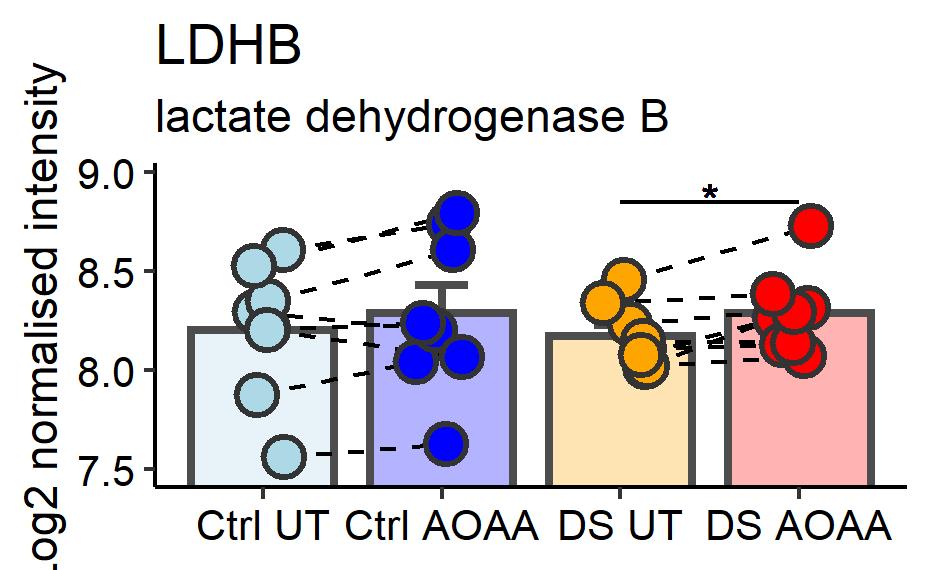 LDHB
lactate dehydrogenase B
Log2 normalised intensity
9.0
*
8.5
8.0
7.5
Ctrl UT Ctrl AOAA DS UT DS AOAA